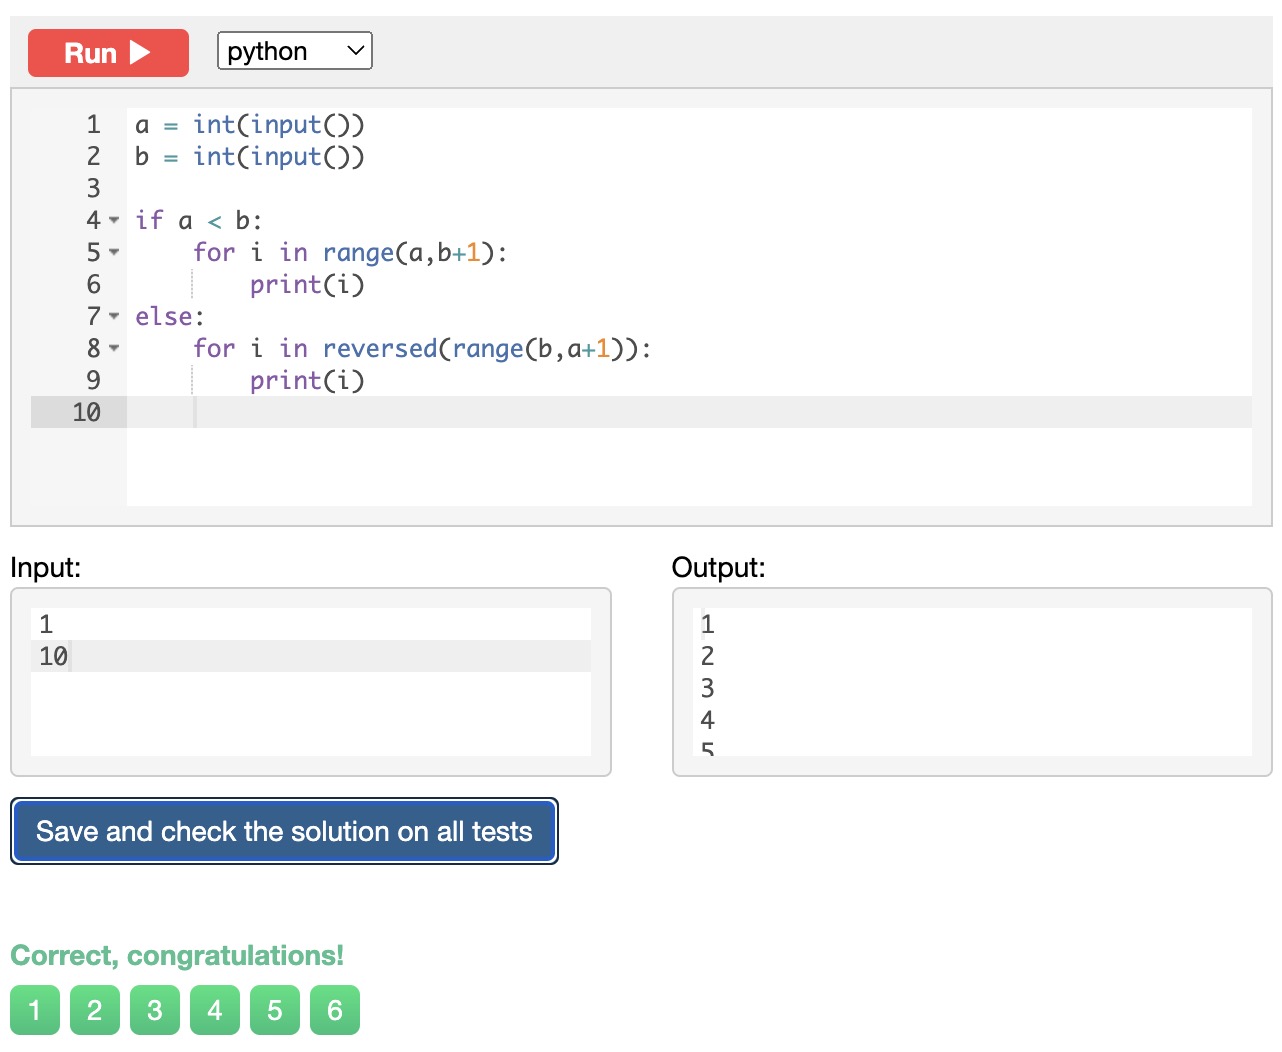 Run
python
1 a = int(input())
2 b = int(input())
3
4 if a < b:
5     for i in range(a,b+1):
6         print(i)
7 else:
8     for i in reversed(range(b,a+1)):
9         print(i)
10
Input:
1
10
Output:
1
2
3
4
5
Save and check the solution on all tests
Correct, congratulations!
1 2 3 4 5 6